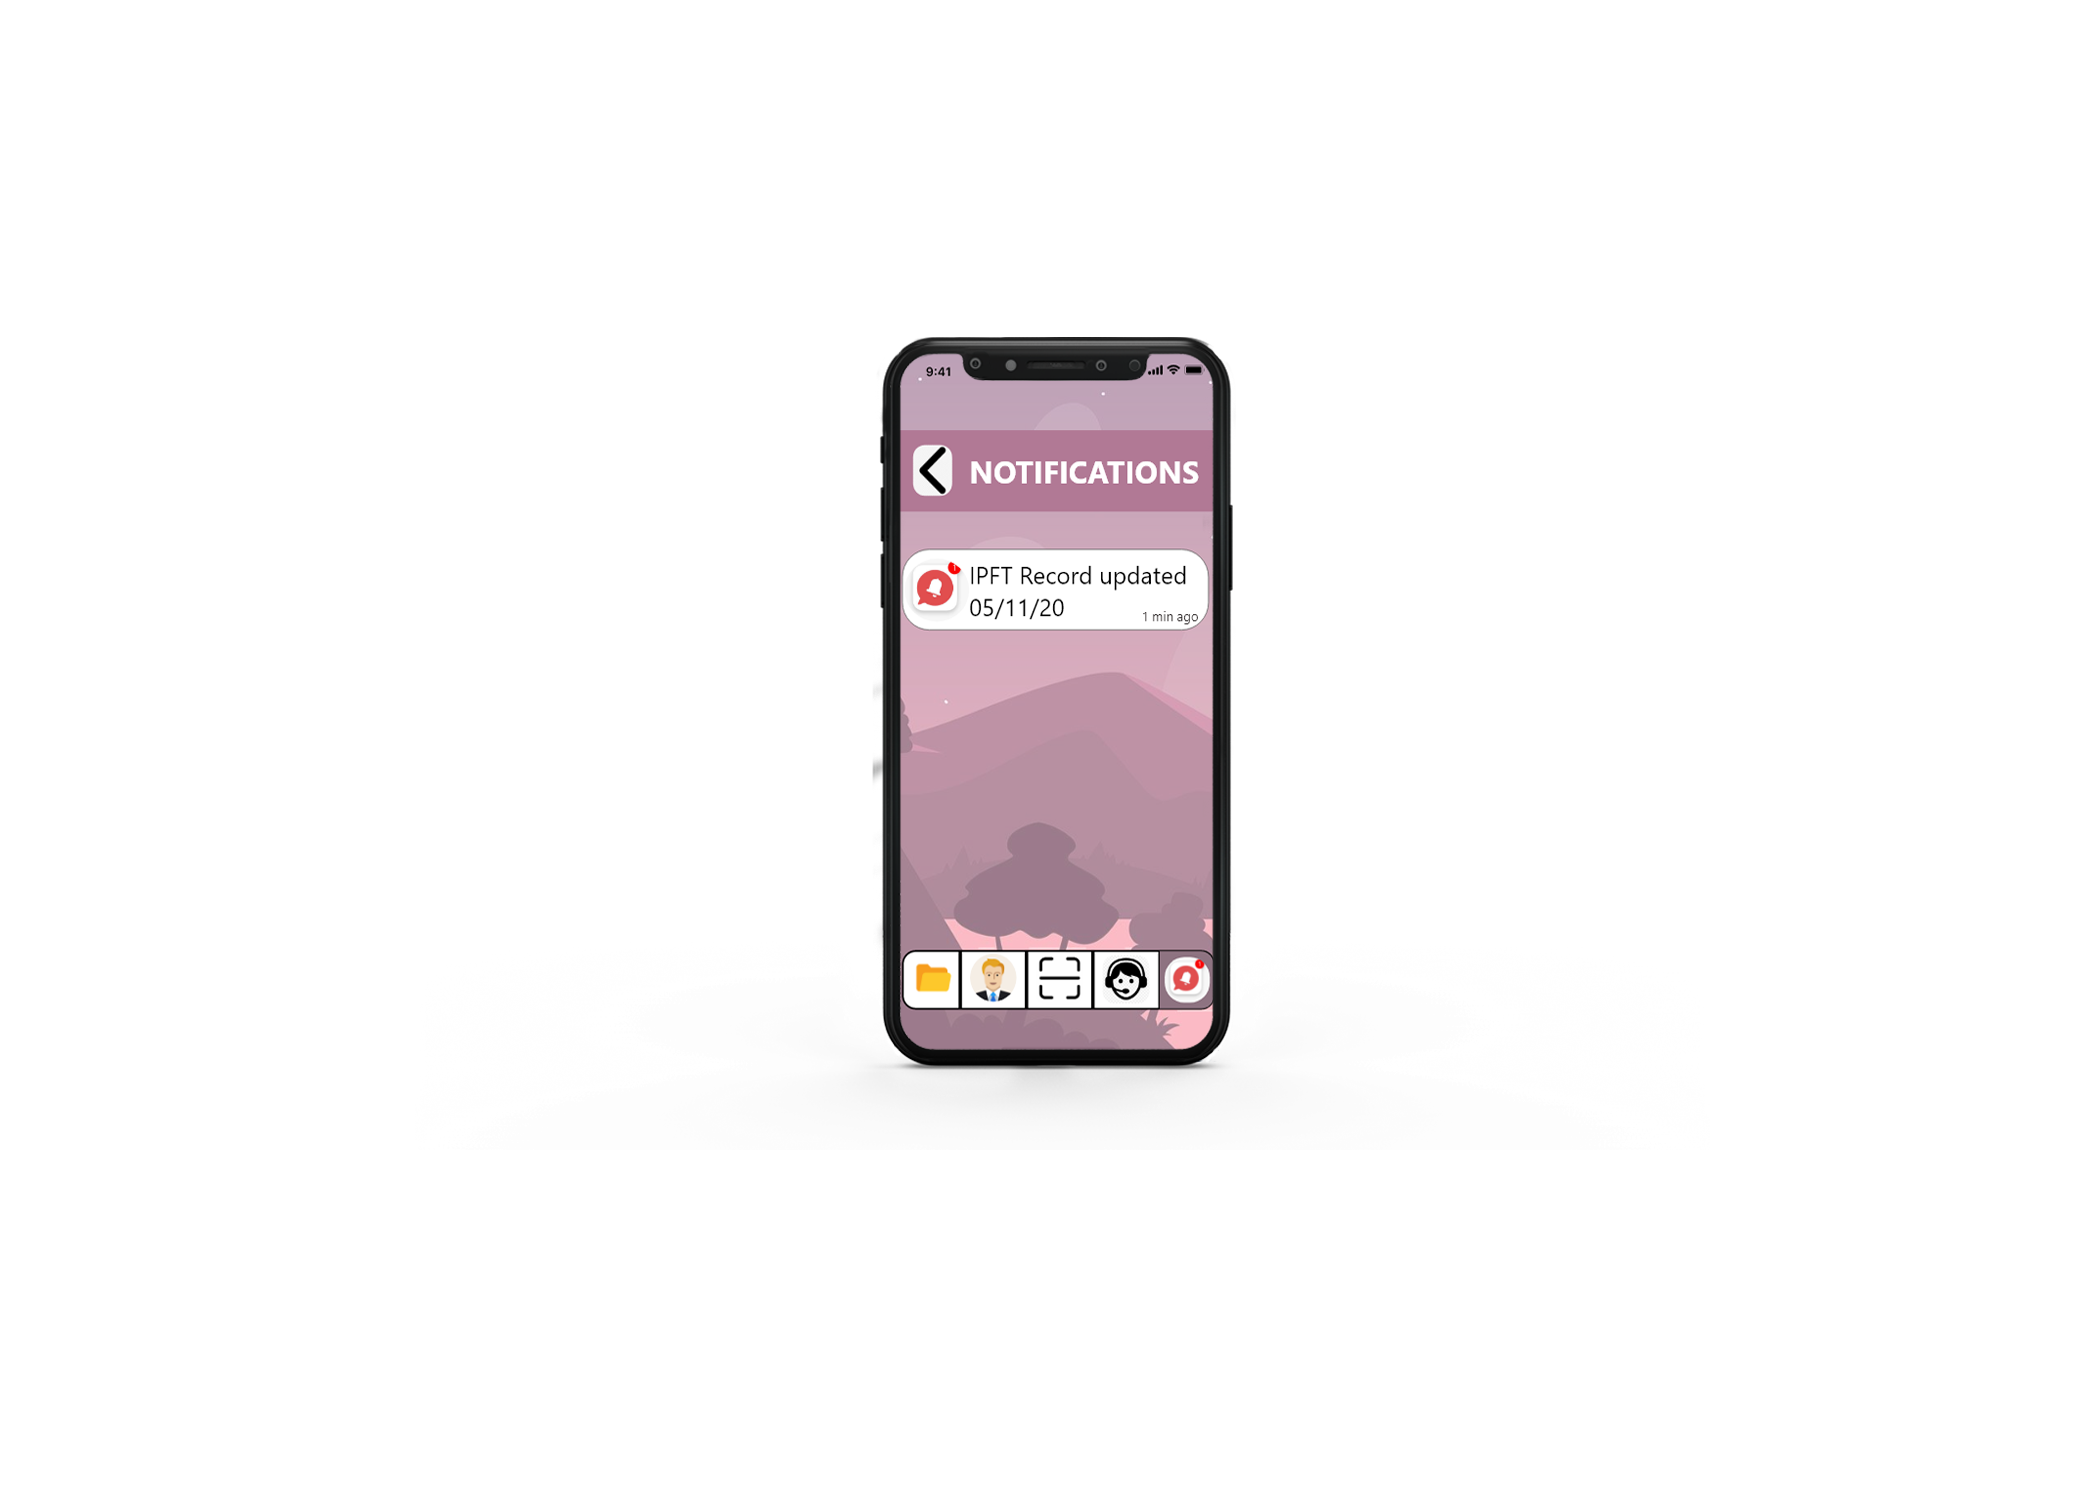 9:41
NOTIFICATIONS
IPFT Record updated
05/11/20
1 min ago